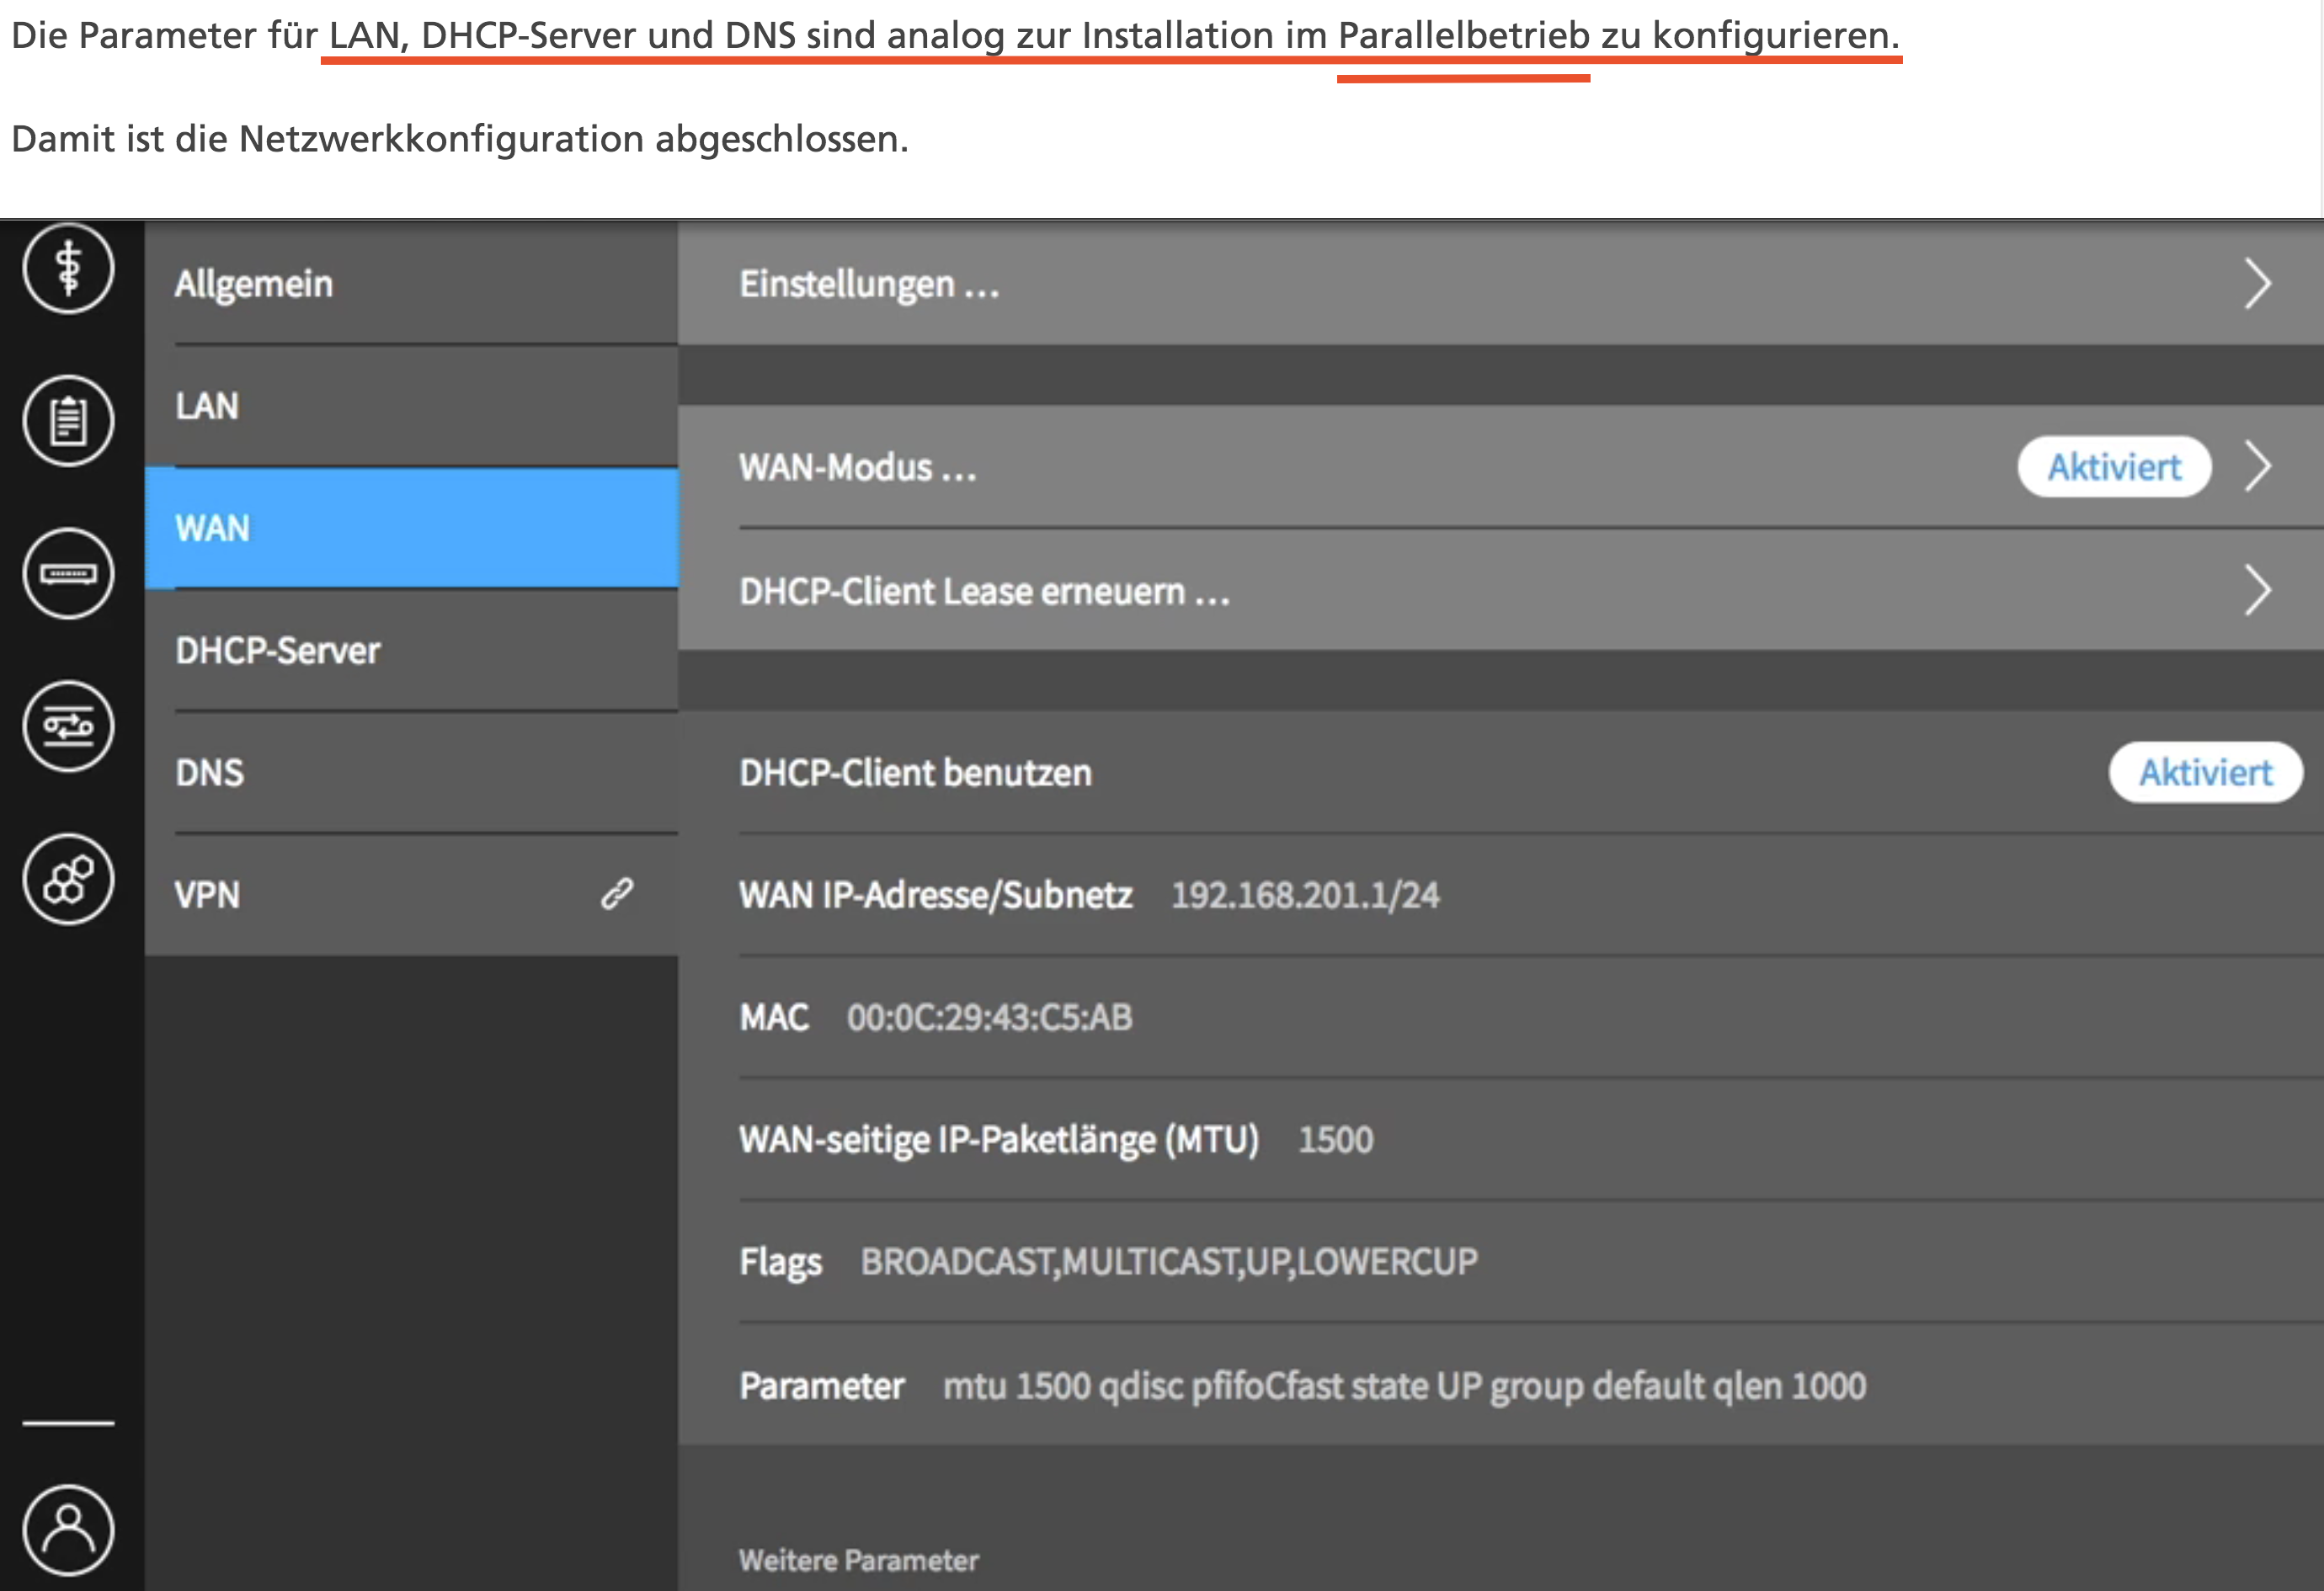 Die Parameter für LAN, DHCP-Server und DNS sind analog zur Installation im Parallelbetrieb zu konfigurieren.
Damit ist die Netzwerkkonfiguration abgeschlossen.
Allgemein
LAN
WAN
DHCP-Server
DNS
VPN
Einstellungen ...
WAN-Modus ... Aktiviert
DHCP-Client Lease erneuern ...
DHCP-Client benutzen Aktiviert
WAN IP-Adresse/Subnetz 192.168.201.1/24
MAC 00:0C:29:43:C5:AB
WAN-seitige IP-Paketlänge (MTU) 1500
Flags BROADCAST,MULTICAST,UP,LOWERCUP
Parameter mtu 1500 qdisc pfifoCfast state UP group default qlen 1000
Weitere Parameter